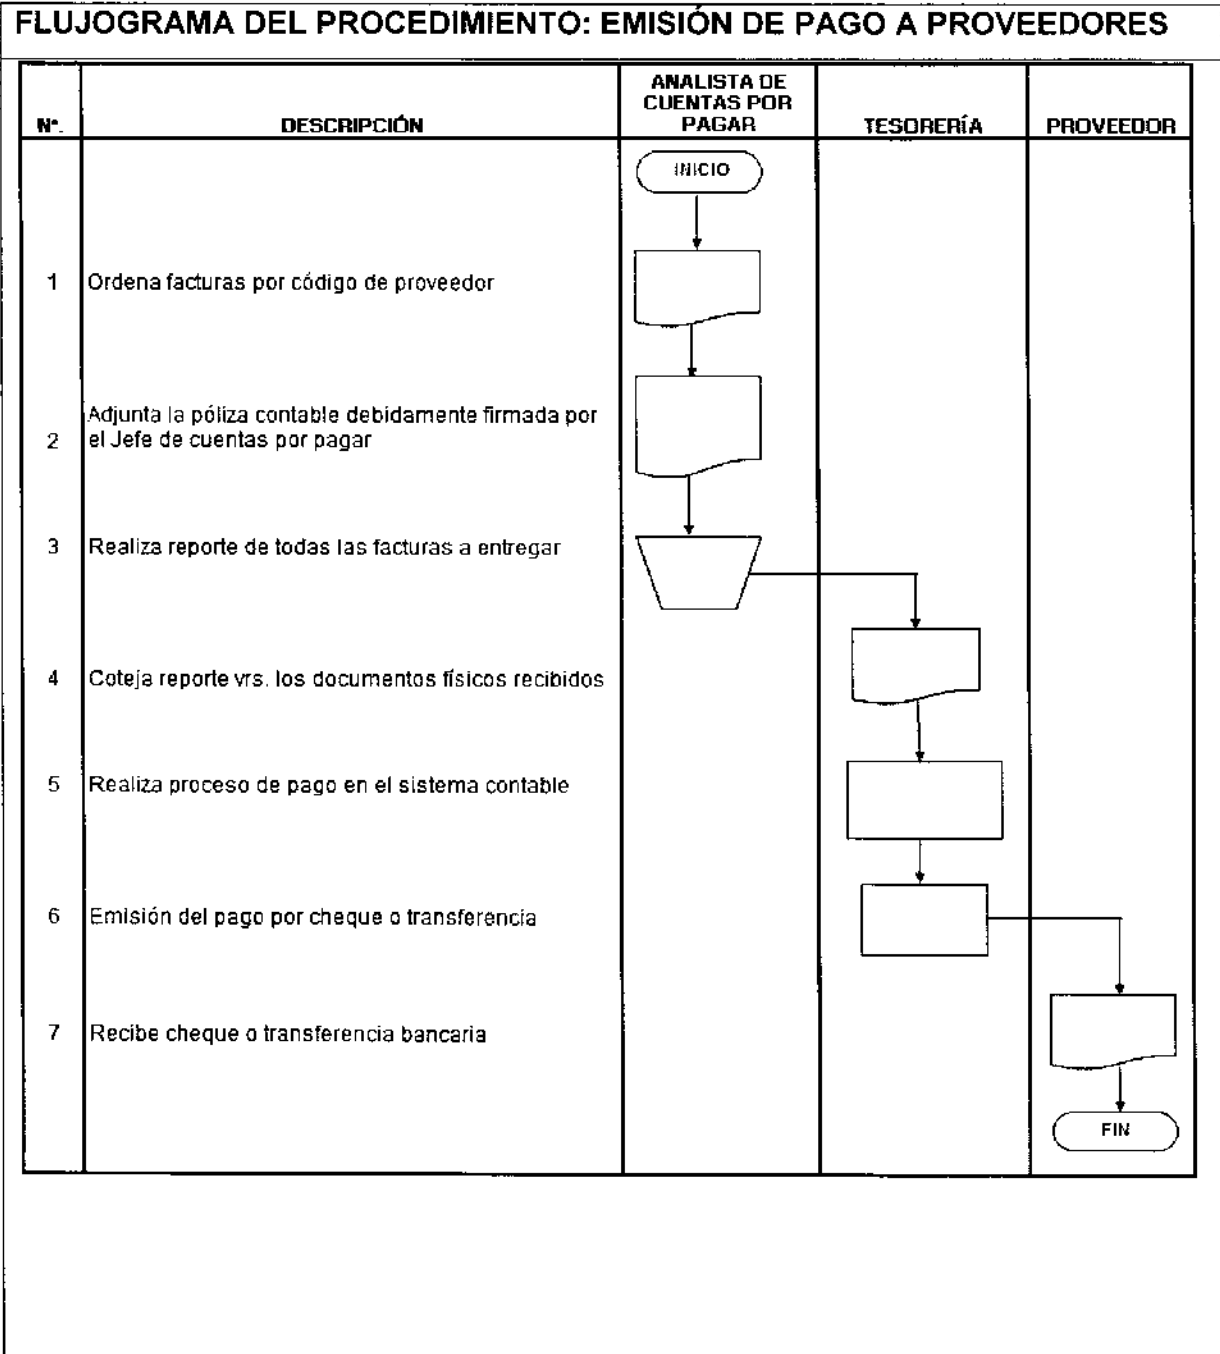 FLUJOGRAMA DEL PROCEDIMIENTO: EMISIÓN DE PAGO A PROVEEDORES
Nº.
DESCRIPCIÓN
ANALISTA DE
CUENTAS POR
PAGAR
TESORERÍA
PROVEEDOR
INICIO
1
Ordena facturas por código de proveedor
2
Adjunta la póliza contable debidamente firmada por
el Jefe de cuentas por pagar
3
Realiza reporte de todas las facturas a entregar
4
Coteja reporte vrs. los documentos físicos recibidos
5
Realiza proceso de pago en el sistema contable
6
Emisión del pago por cheque o transferencia
7
Recibe cheque o transferencia bancaria
FIN